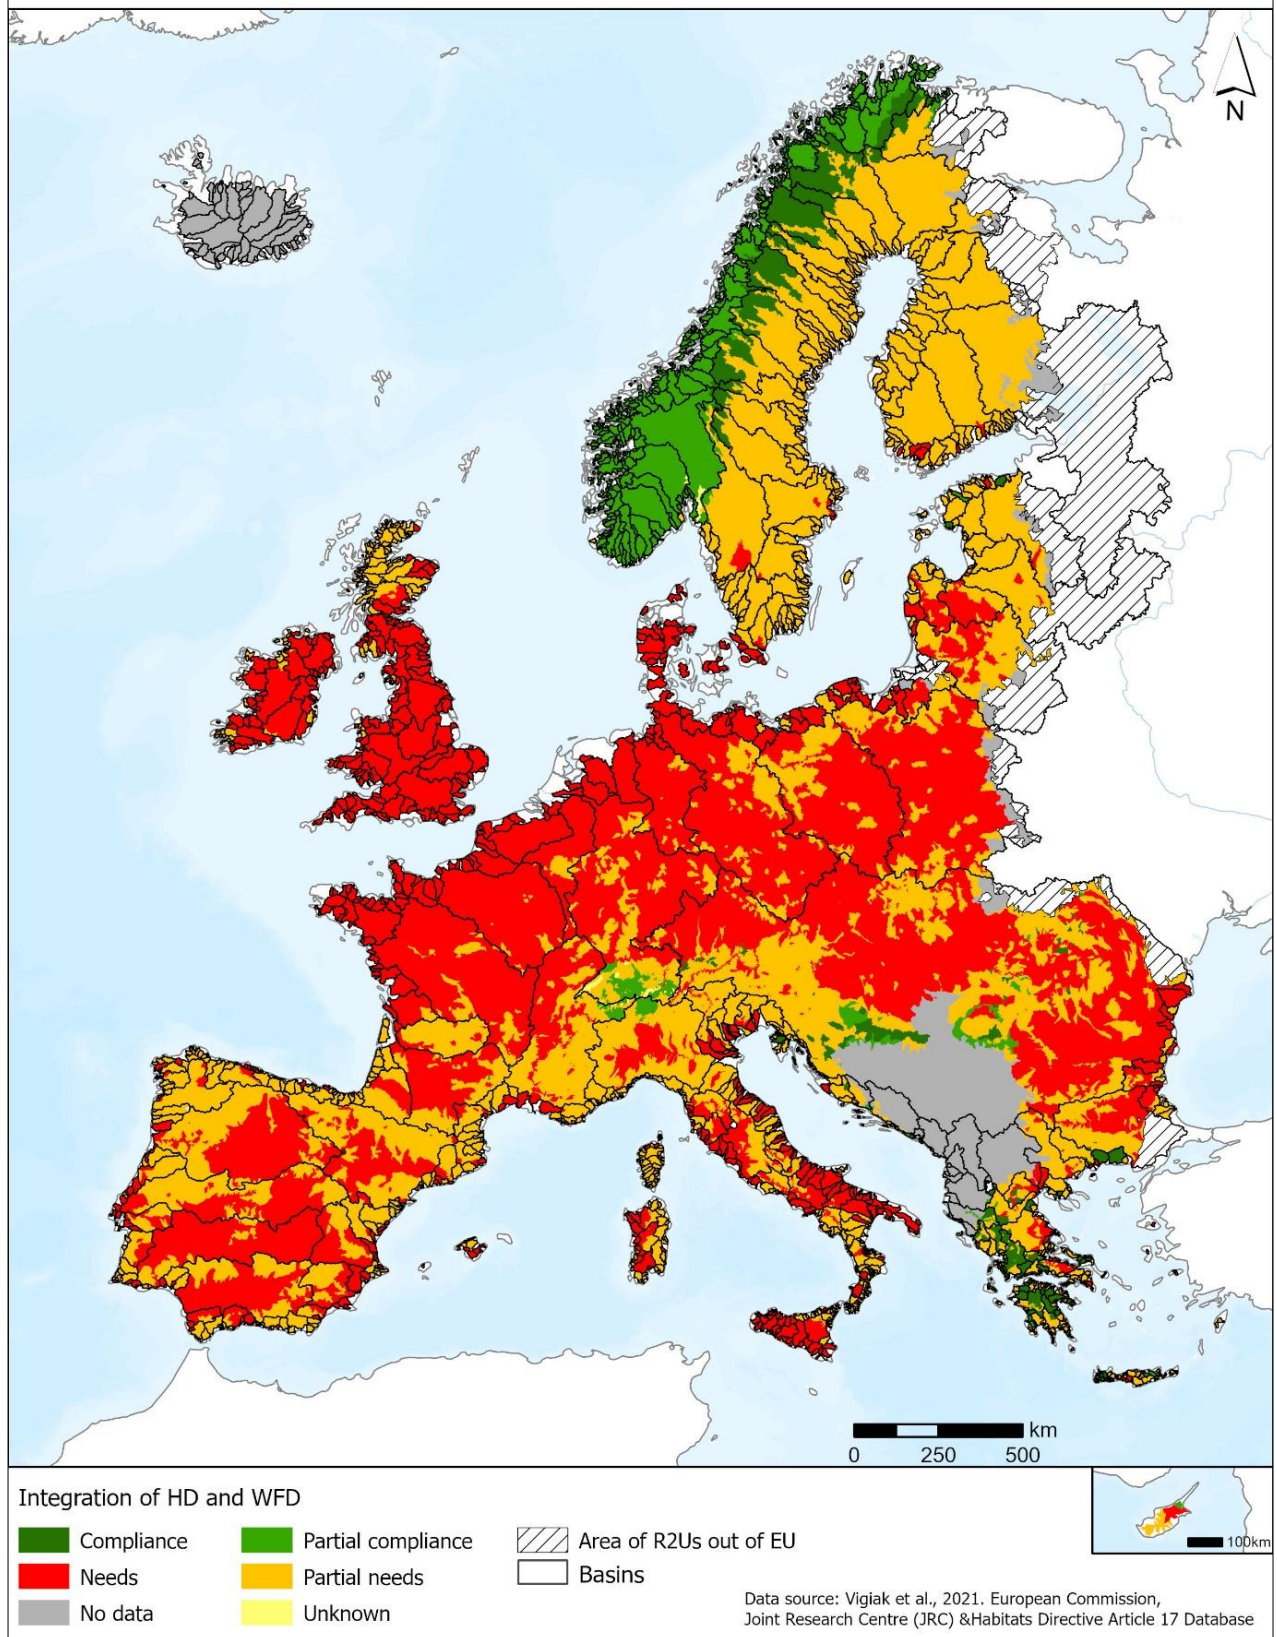 N
km
0 250 500
Integration of HD and WFD
Compliance
Partial compliance
Area of R2Us out of EU
Needs
Partial needs
Basins
No data
Unknown
100km
Data source: Vigiak et al., 2021. European Commission,
Joint Research Centre (JRC) &Habitats Directive Article 17 Database